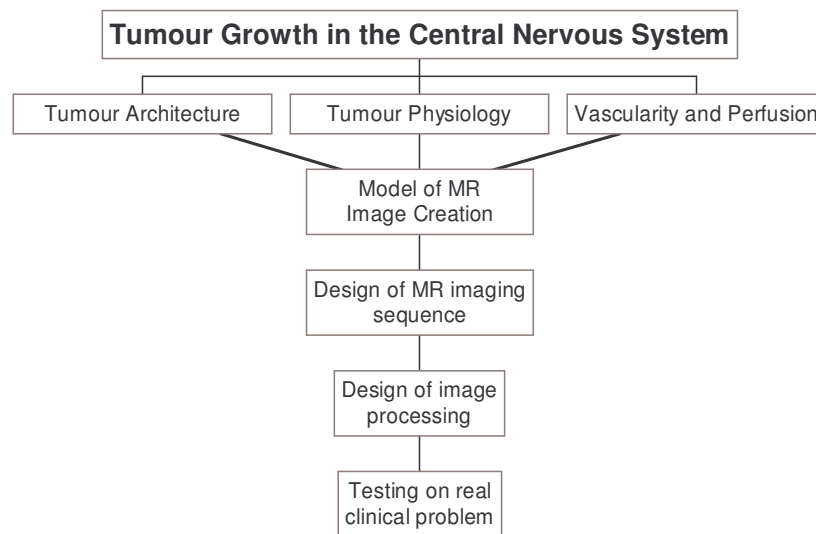 Tumour Growth in the Central Nervous System
Tumour Architecture
Tumour Physiology
Vascularity and Perfusion
Model of MR
Image Creation
Design of MR imaging
sequence
Design of image
processing
Testing on real
clinical problem